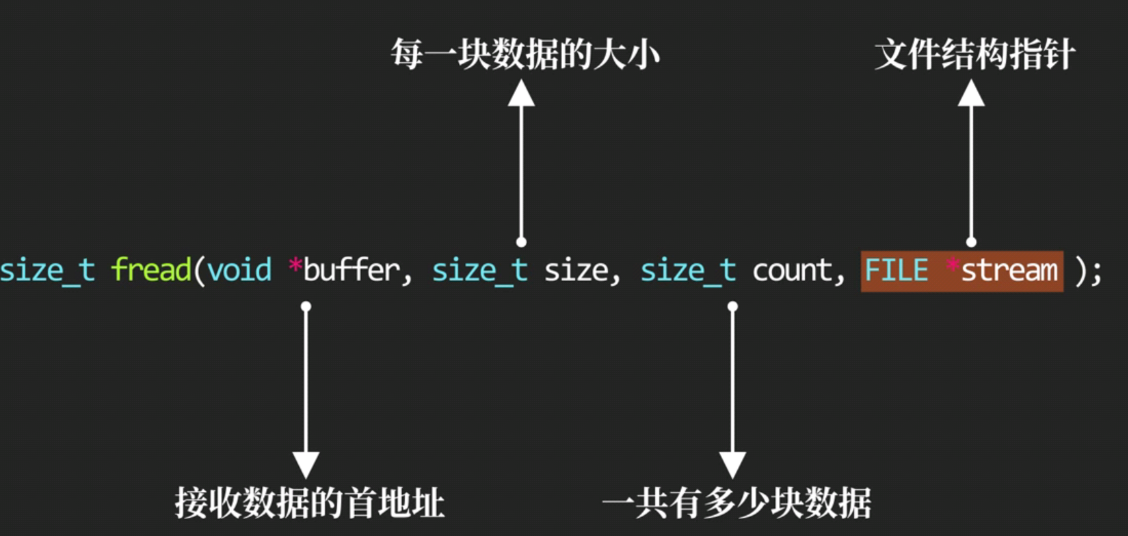 每一块数据的大小 文件结构指针
size_t fread(void *buffer, size_t size, size_t count, FILE *stream );
接收数据的首地址 一共有多少块数据